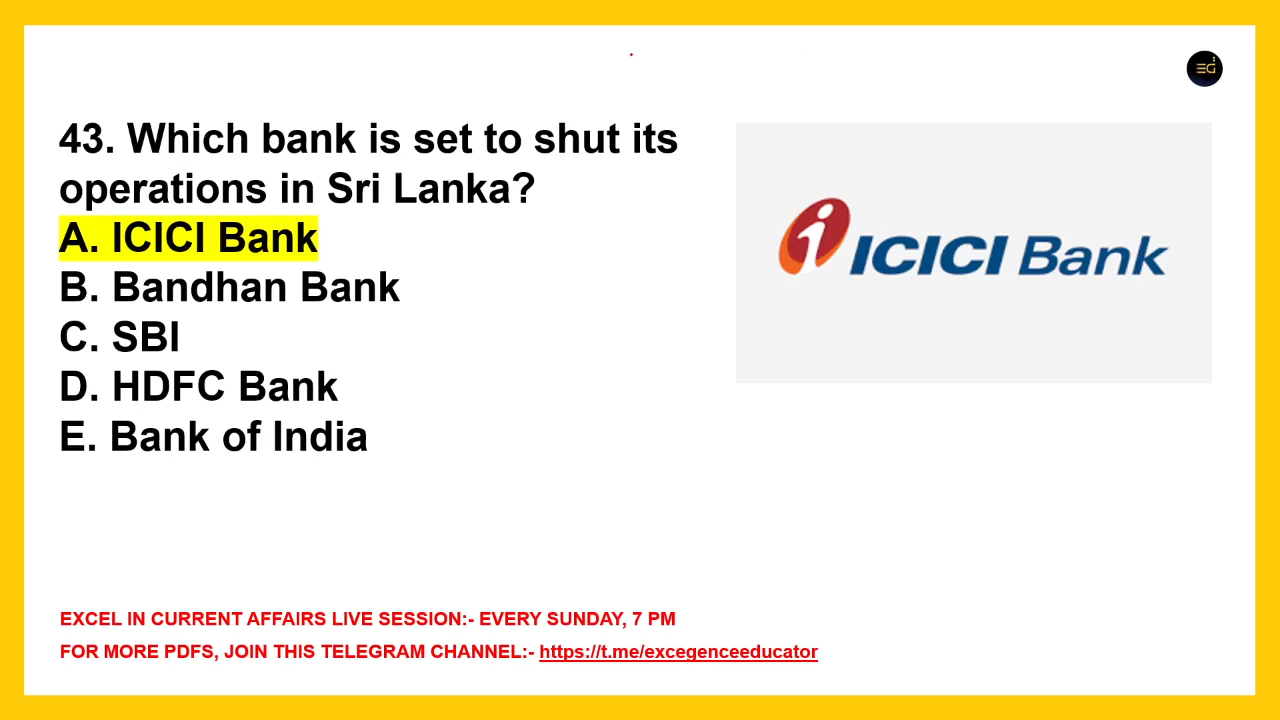 43. Which bank is set to shut its
operations in Sri Lanka?
A. ICICI Bank
B. Bandhan Bank
C. SBI
D. HDFC Bank
E. Bank of India
ICICI Bank
EG
EXCEL IN CURRENT AFFAIRS LIVE SESSION:- EVERY SUNDAY, 7 PM
FOR MORE PDFS, JOIN THIS TELEGRAM CHANNEL:- https://t.me/excegenceeducator